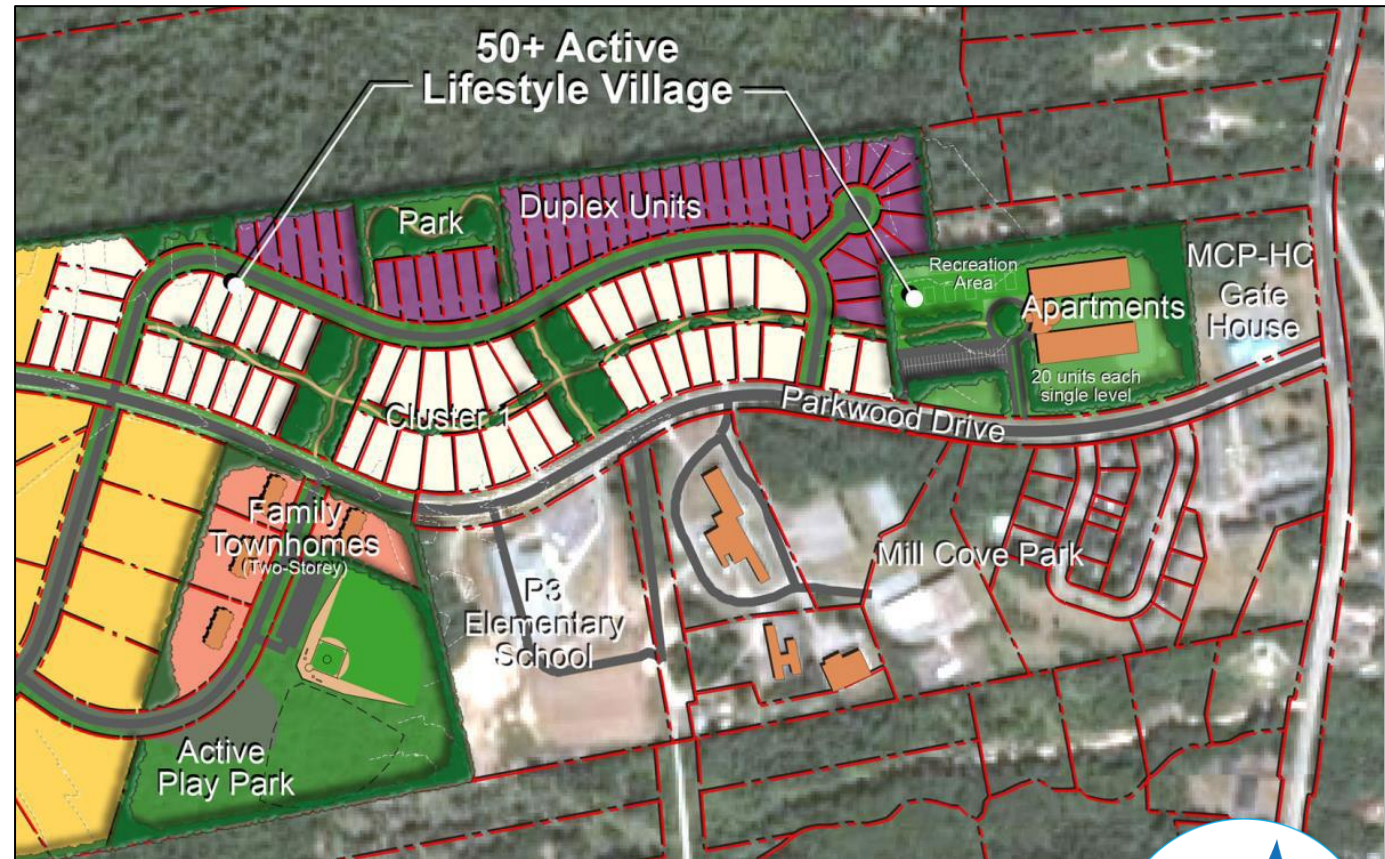 50+ Active
Lifestyle Village
Park
Duplex Units
Recreation
Area
Apartments
MCP-HC
Gate
House
20 units each
single level
Cluster 1
Parkwood Drive
Family
Townhomes
(Two-Storey)
Mill Cove Park
P3
Elementary
School
Active
Play Park